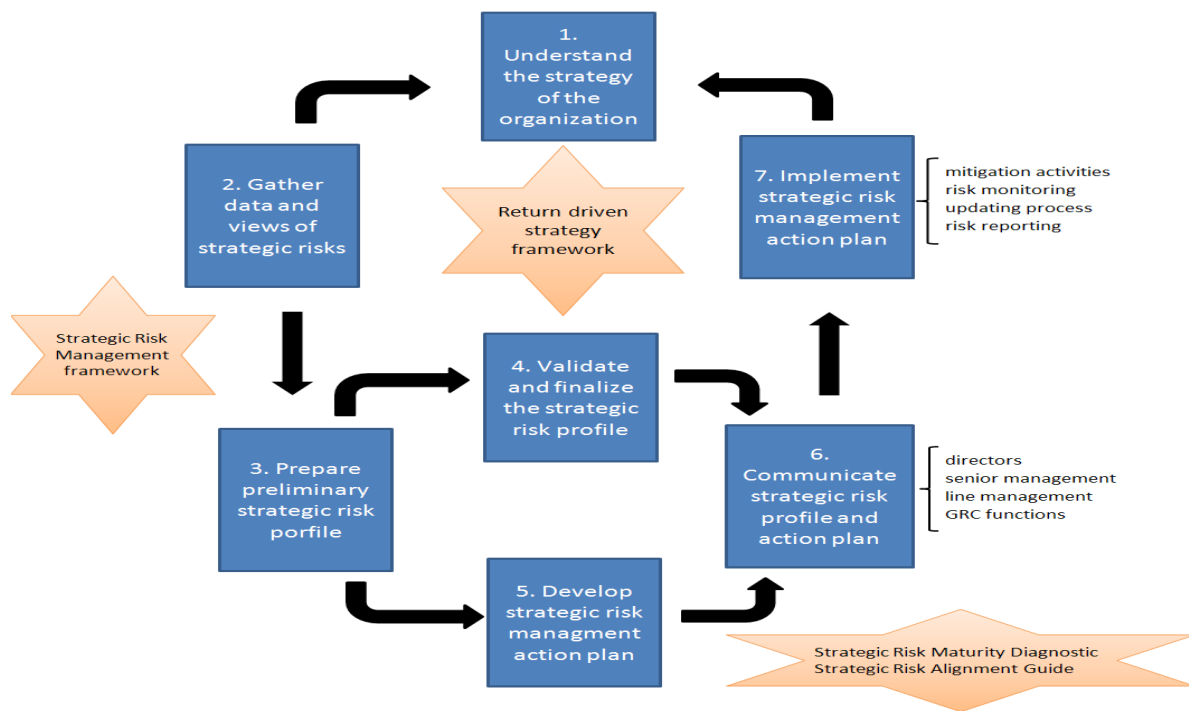 1.
Understand
the strategy
of the
organization
2. Gather
data and
views of
strategic risks
Return driven
strategy
framework
7. Implement
strategic risk
management
action plan
mitigation activities
risk monitoring
updating process
risk reporting
Strategic Risk
Management
framework
4. Validate
and finalize
the strategic
risk profile
3. Prepare
preliminary
strategic risk
porfile
6.
Communicate
strategic risk
profile and
action plan
directors
senior management
line management
GRC functions
5. Develop
strategic risk
managment
action plan
Strategic Risk Maturity Diagnostic
Strategic Risk Alignment Guide